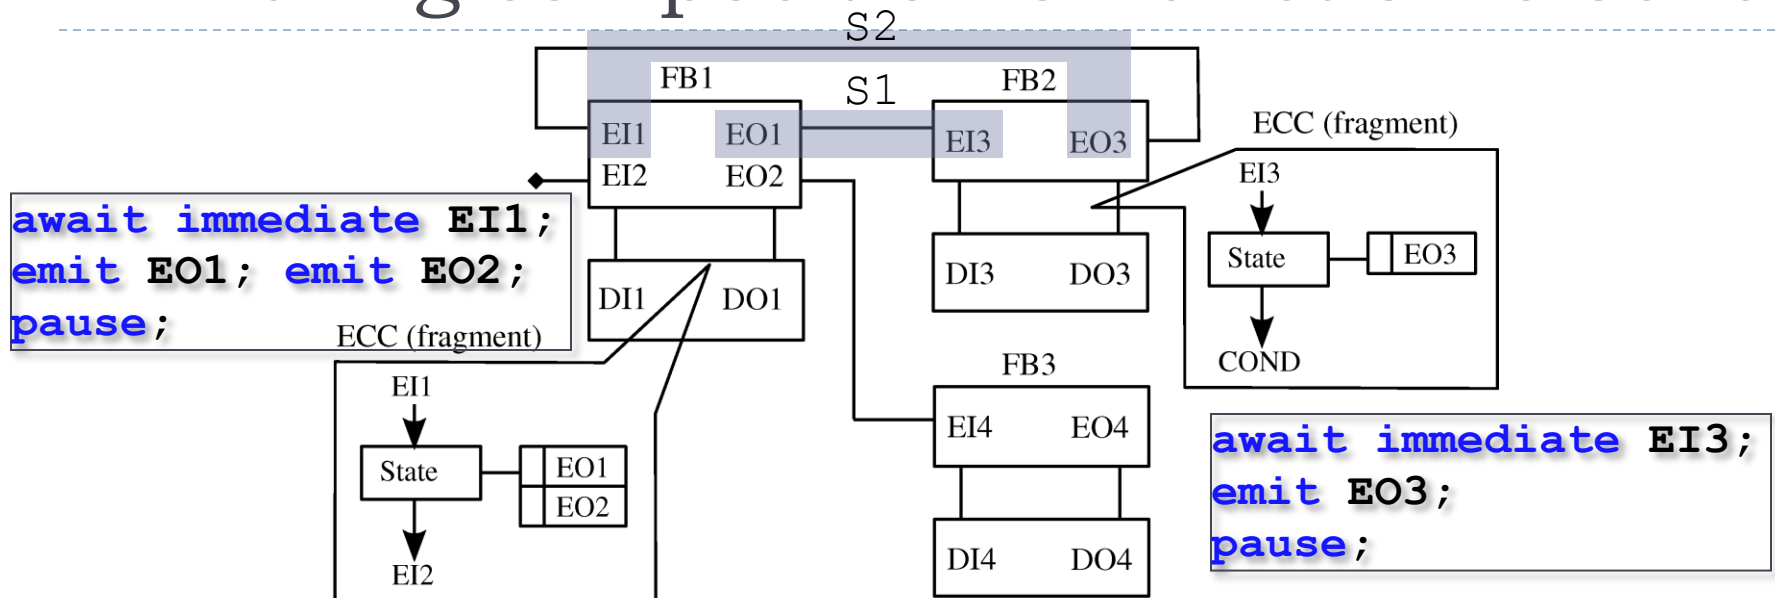 S2
FB1
S1
FB2
EI1
EO1
EI3
EO3
EI2
EO2
ECC (fragment)
EI3
State
EO3
COND
await immediate EI1;
emit EO1; emit EO2;
pause;
DI1
DO1
DI3
DO3
ECC (fragment)
EI1
State
EO1
EO2
EI2
FB3
EI4
EO4
DI4
DO4
await immediate EI3;
emit EO3;
pause;